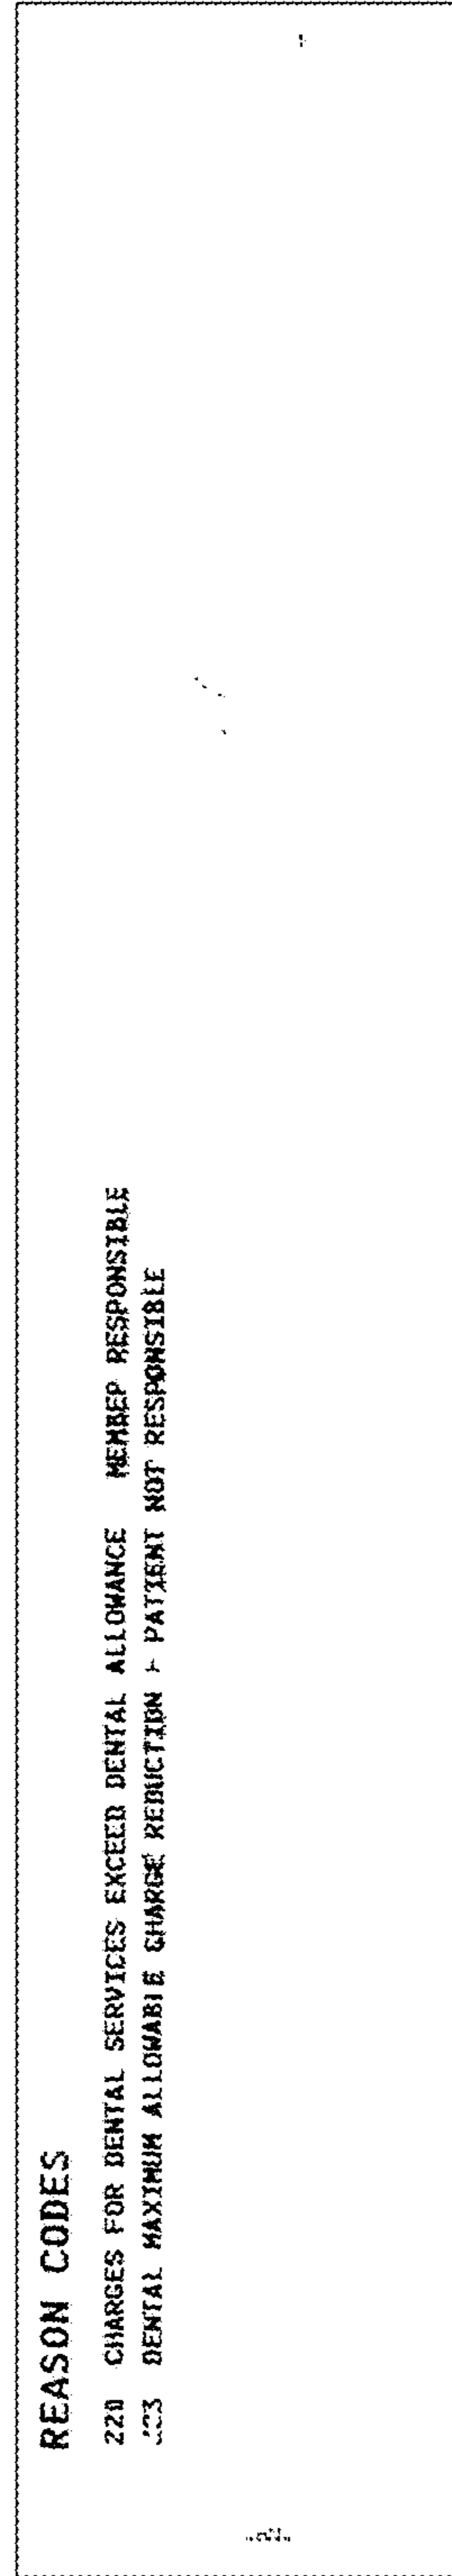 REASON CODES
220 CHARGES FOR DENTAL SERVICES EXCEED DENTAL ALLOWANCE MEMBER RESPONSIBLE
DENTAL MAXIMUM ALLOWABLE CHARGE REDUCTION - PATIENT NOT RESPONSIBLE